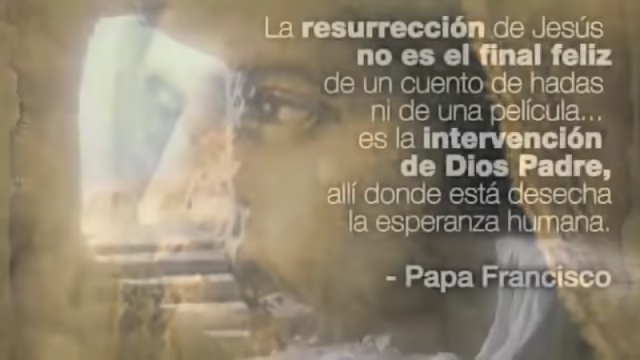 La resurrección de Jesús
no es el final feliz
de un cuento de hadas
ni de una película...
es la intervención
de Dios Padre,
allí donde está desecha
la esperanza humana.
- Papa Francisco